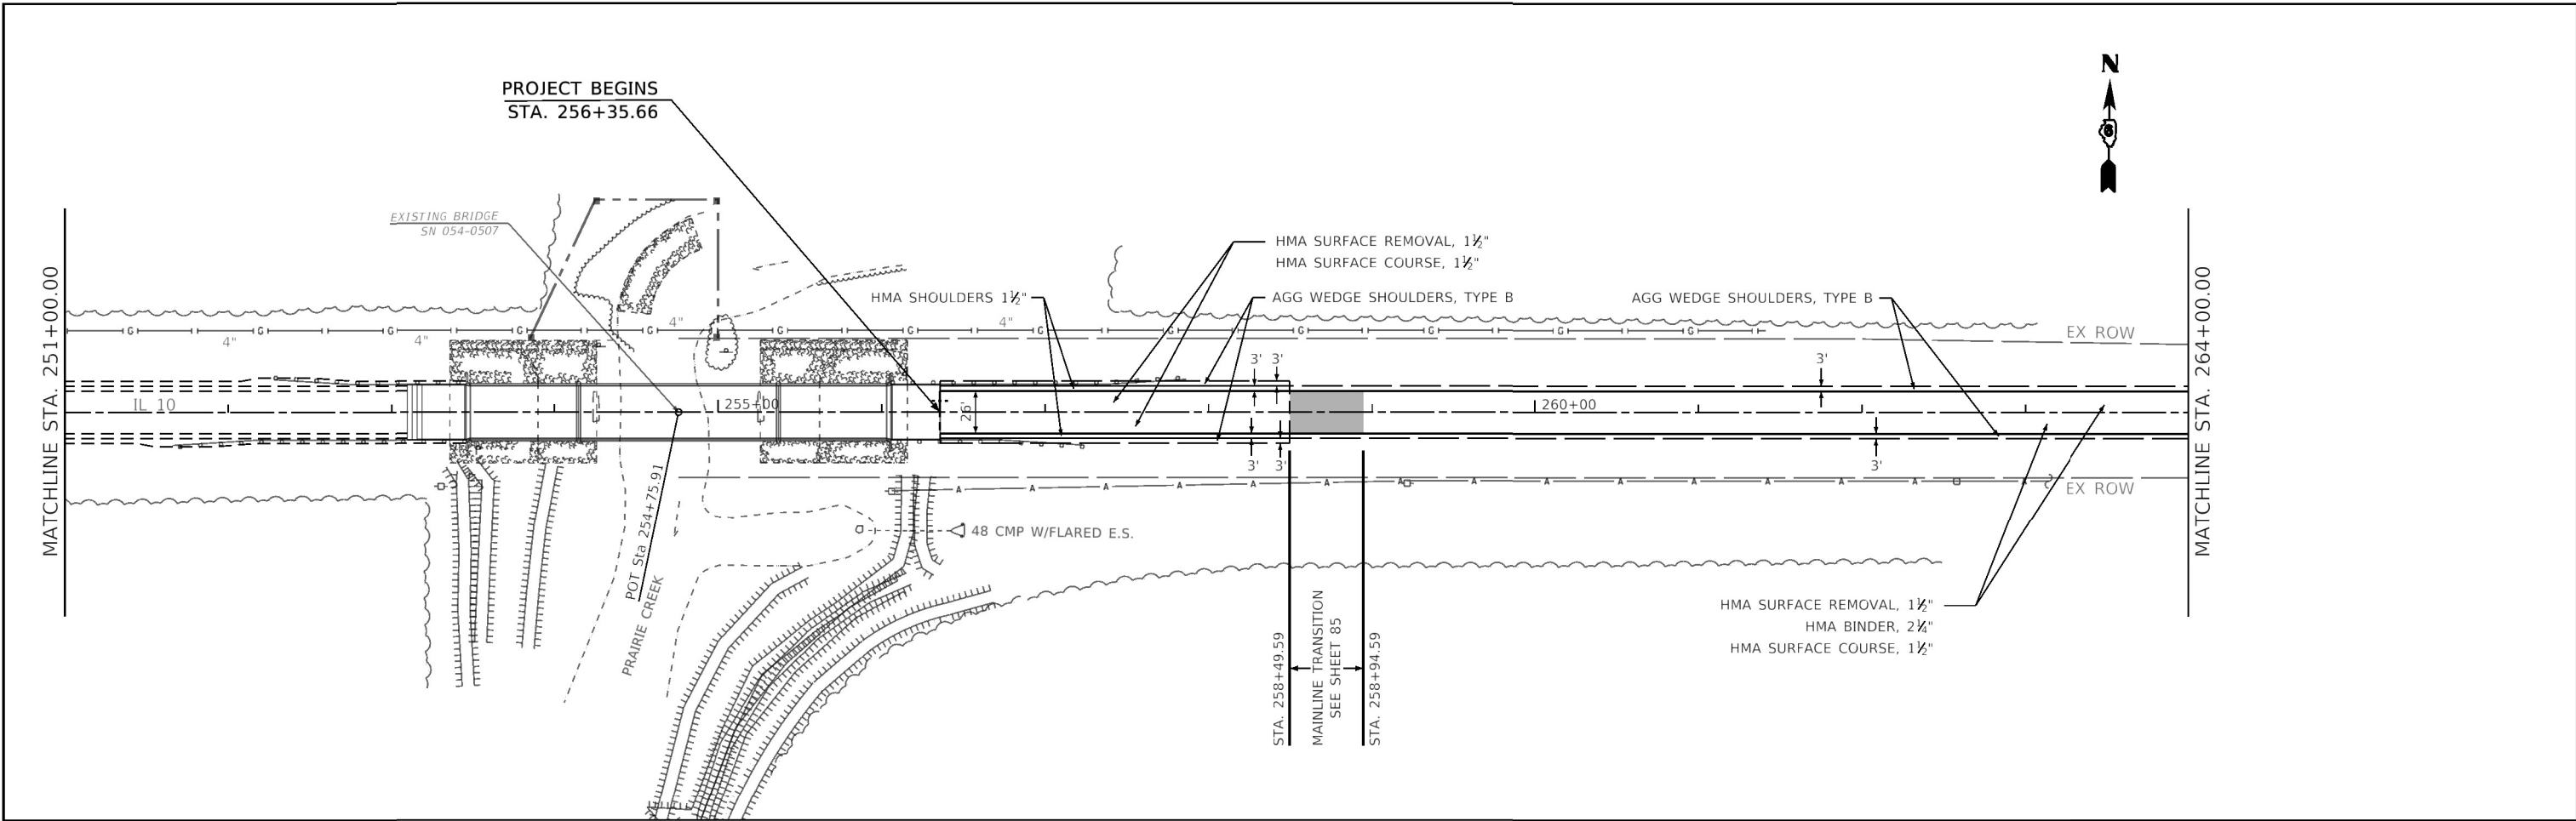 PROJECT BEGINS
STA. 256+35.66
N
6
EXISTING BRIDGE
SN 054-0507
HMA SURFACE REMOVAL, 1½"
HMA SURFACE COURSE, 1½"
HMA SHOULDERS 1½"
AGG WEDGE SHOULDERS, TYPE B
AGG WEDGE SHOULDERS, TYPE B
MATCHLINE STA. 251+00.00
MATCHLINE STA. 264+00.00
G G G G G G G G G G G G G
4" 4" 4" 4"
EX ROW
3' 3' 3'
IL 10
255+00
26'
260+00
3' 3' 3'
A A A A A A A A A A A A A A A
EX ROW
POT Sta 254+75.91
PRAIRIE CREEK
48 CMP W/FLARED E.S.
STA. 258+49.59
MAINLINE TRANSITION
SEE SHEET 85
STA. 258+94.59
HMA SURFACE REMOVAL, 1½"
HMA BINDER, 2¼"
HMA SURFACE COURSE, 1½"